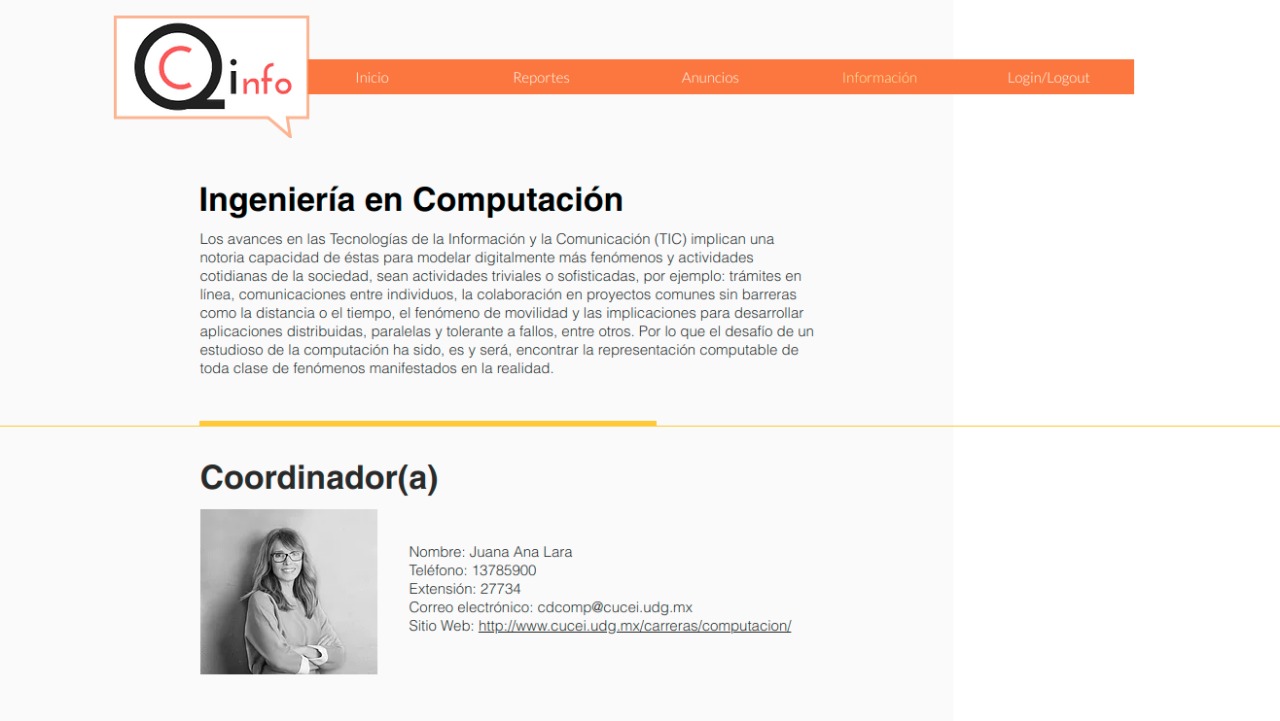 QC info
Inicio Reportes Anuncios Información Login/Logout
Ingeniería en Computación
Los avances en las Tecnologías de la Información y la Comunicación (TIC) implican una
notoria capacidad de éstas para modelar digitalmente más fenómenos y actividades
cotidianas de la sociedad, sean actividades triviales o sofisticadas, por ejemplo: trámites en
línea, comunicaciones entre individuos, la colaboración en proyectos comunes sin barreras
como la distancia o el tiempo, el fenómeno de movilidad y las implicaciones para desarrollar
aplicaciones distribuidas, paralelas y tolerante a fallos, entre otros. Por lo que el desafío de un
estudioso de la computación ha sido, es y será, encontrar la representación computable de
toda clase de fenómenos manifestados en la realidad.
Coordinador(a)
Nombre: Juana Ana Lara
Teléfono: 13785900
Extensión: 27734
Correo electrónico: cdcomp@cucei.udg.mx
Sitio Web: http://www.cucei.udg.mx/carreras/computacion/